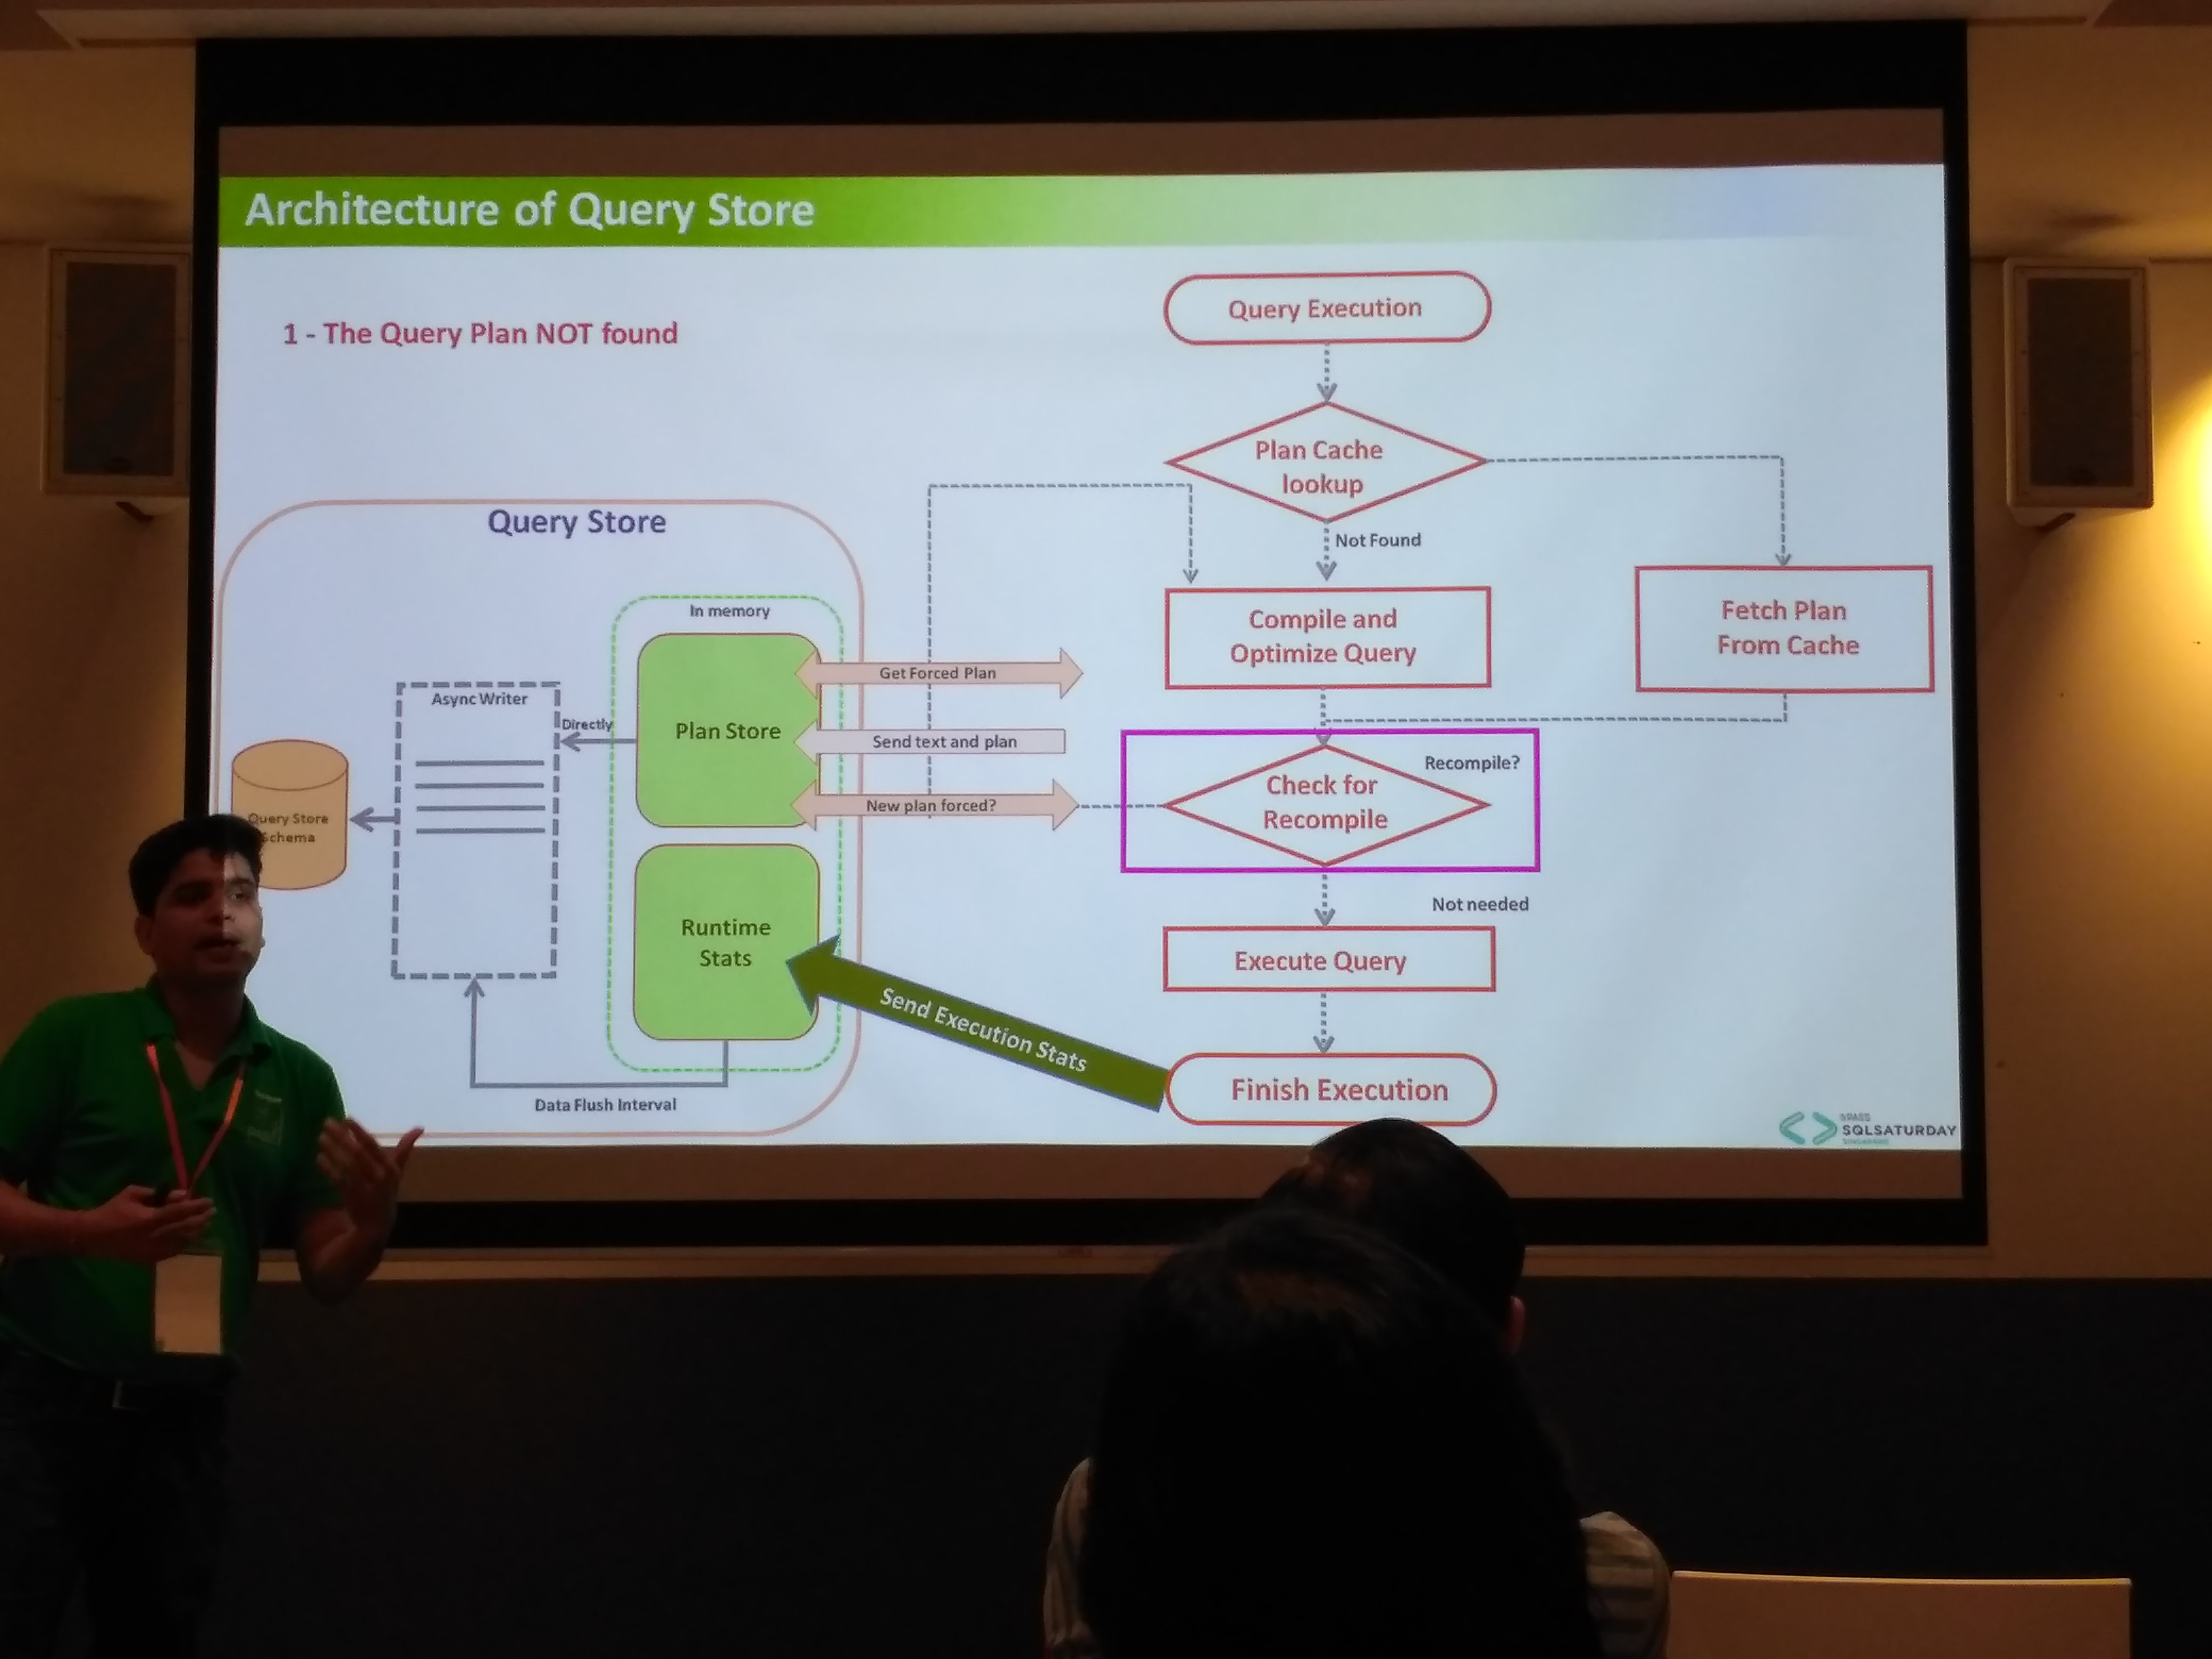 Architecture of Query Store
1 - The Query Plan NOT found
Query Execution
Plan Cache
lookup
Not Found
Compile and
Optimize Query
Fetch Plan
From Cache
Recompile?
Check for
Recompile
Not needed
Execute Query
Finish Execution
Query Store
In memory
Plan Store
Get Forced Plan
Send text and plan
New plan forced?
Async Writer
Directly
Query Store
Schema
Runtime
Stats
Send Execution Stats
Data Flush Interval
PASS
SQLSATURDAY
SINGAPORE